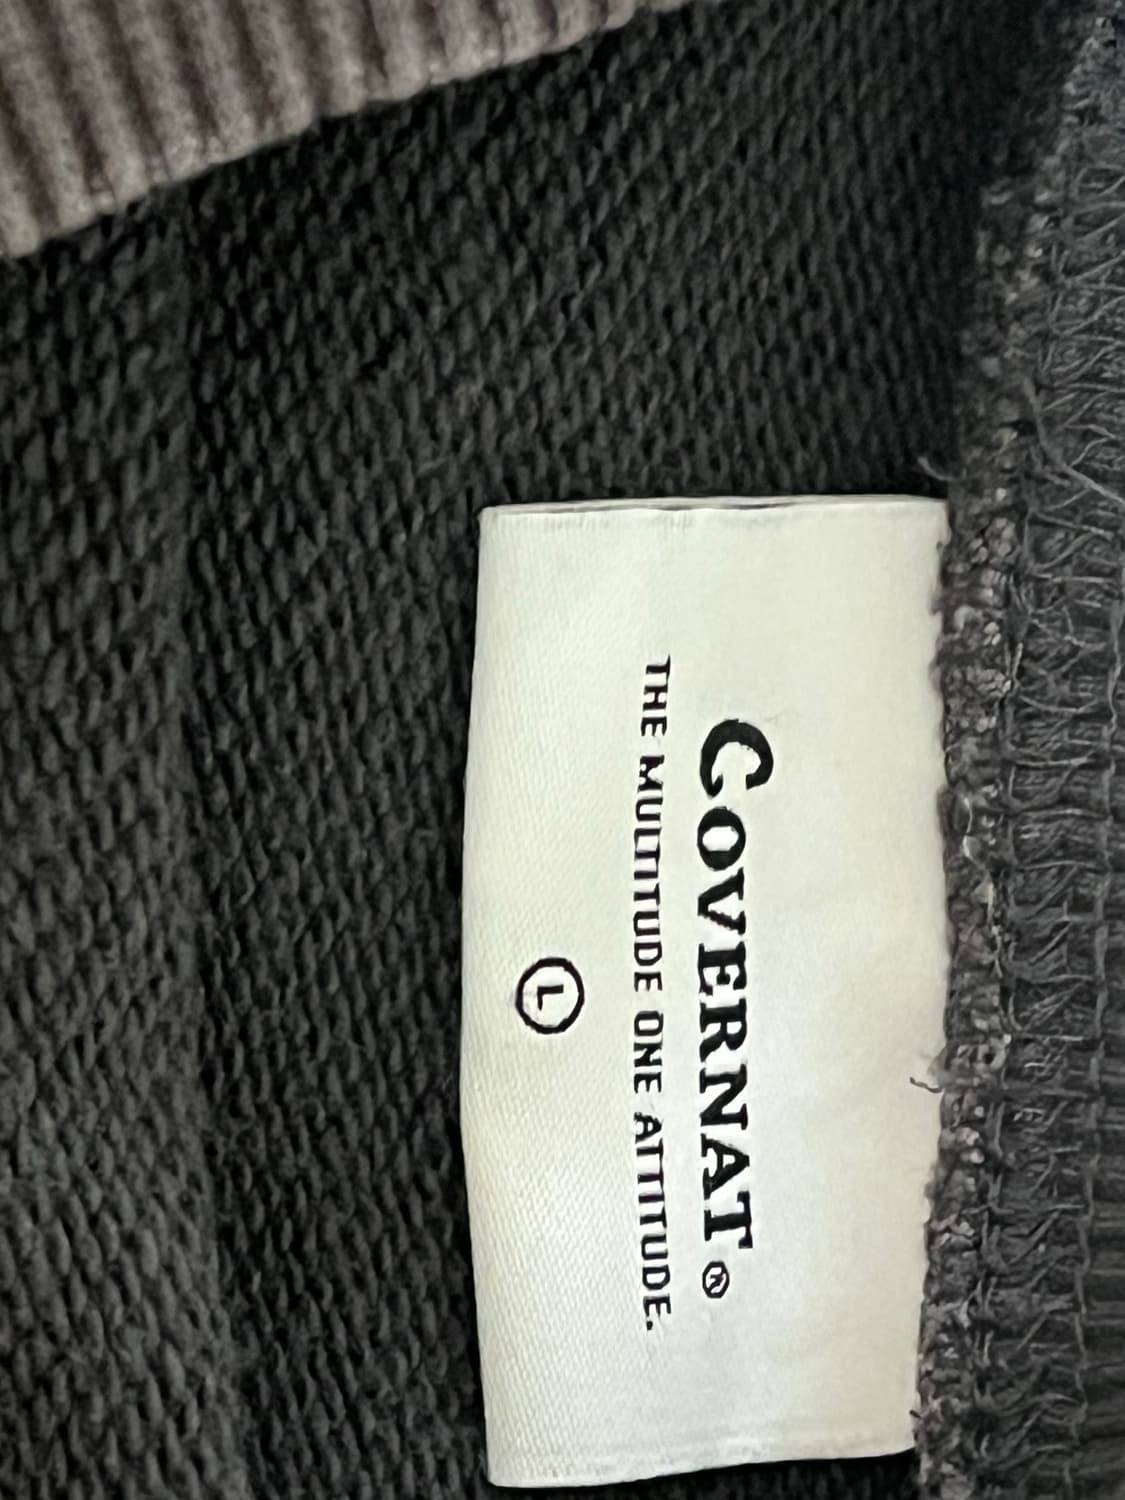 COVERNAT®
THE MULTITUDE ONE ATTITUDE.
L